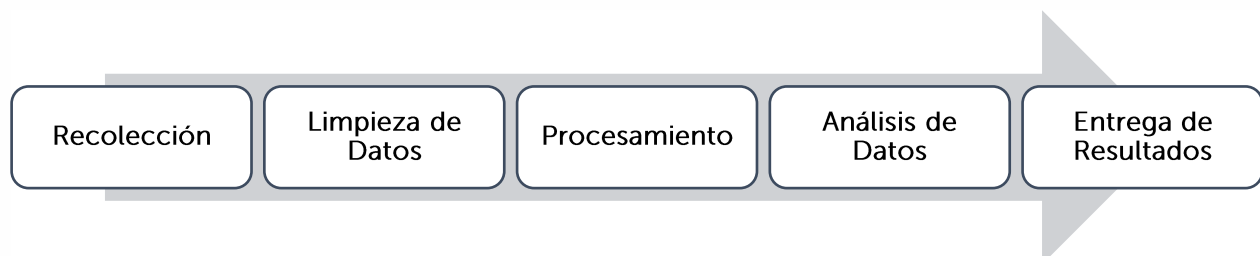 Recolección
Limpieza de
Datos
Procesamiento
Análisis de
Datos
Entrega de
Resultados